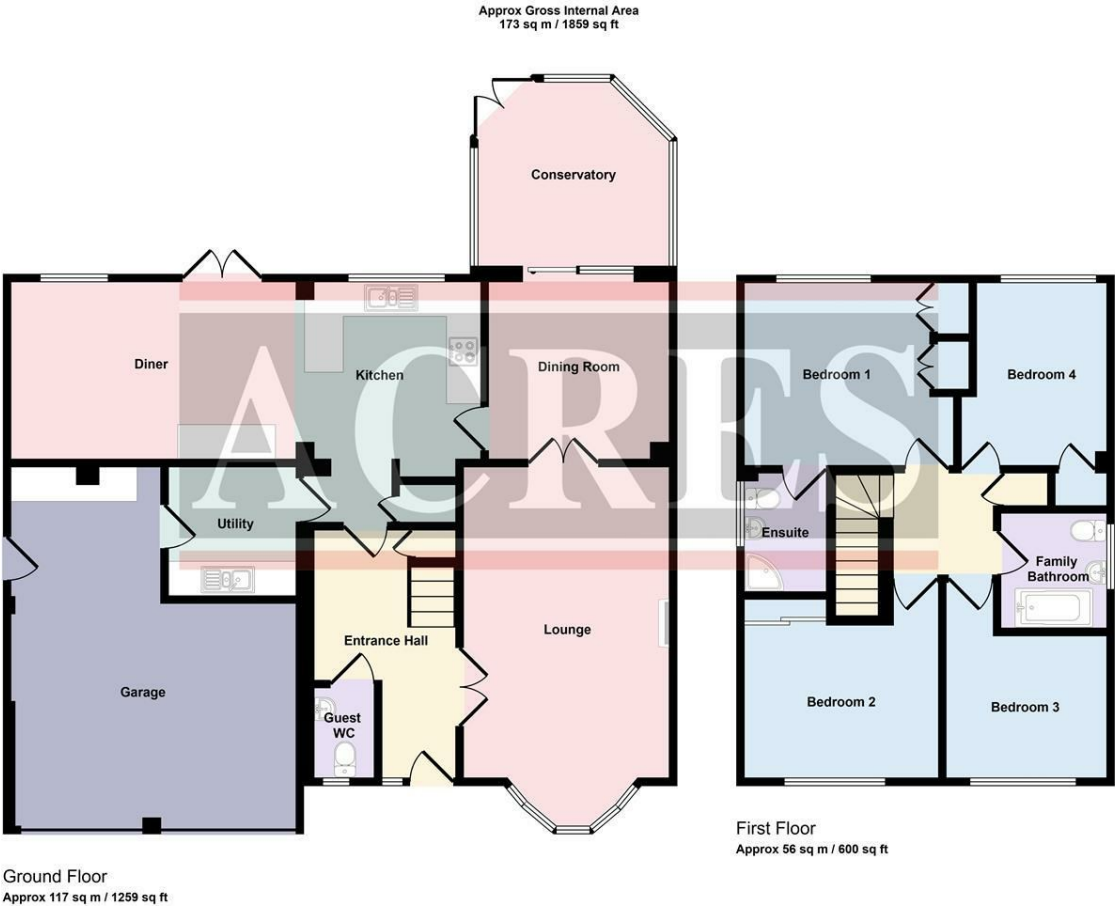 Approx Gross Internal Area
173 sq m / 1859 sq ft
Conservatory
Diner
Kitchen
Dining Room
ACRES
Utility
Entrance Hall
Lounge
Garage
Guest
WC
Bedroom 1
Bedroom 4
Ensuite
Family
Bathroom
Bedroom 2
Bedroom 3
First Floor
Approx 56 sq m / 600 sq ft
Ground Floor
Approx 117 sq m / 1259 sq ft